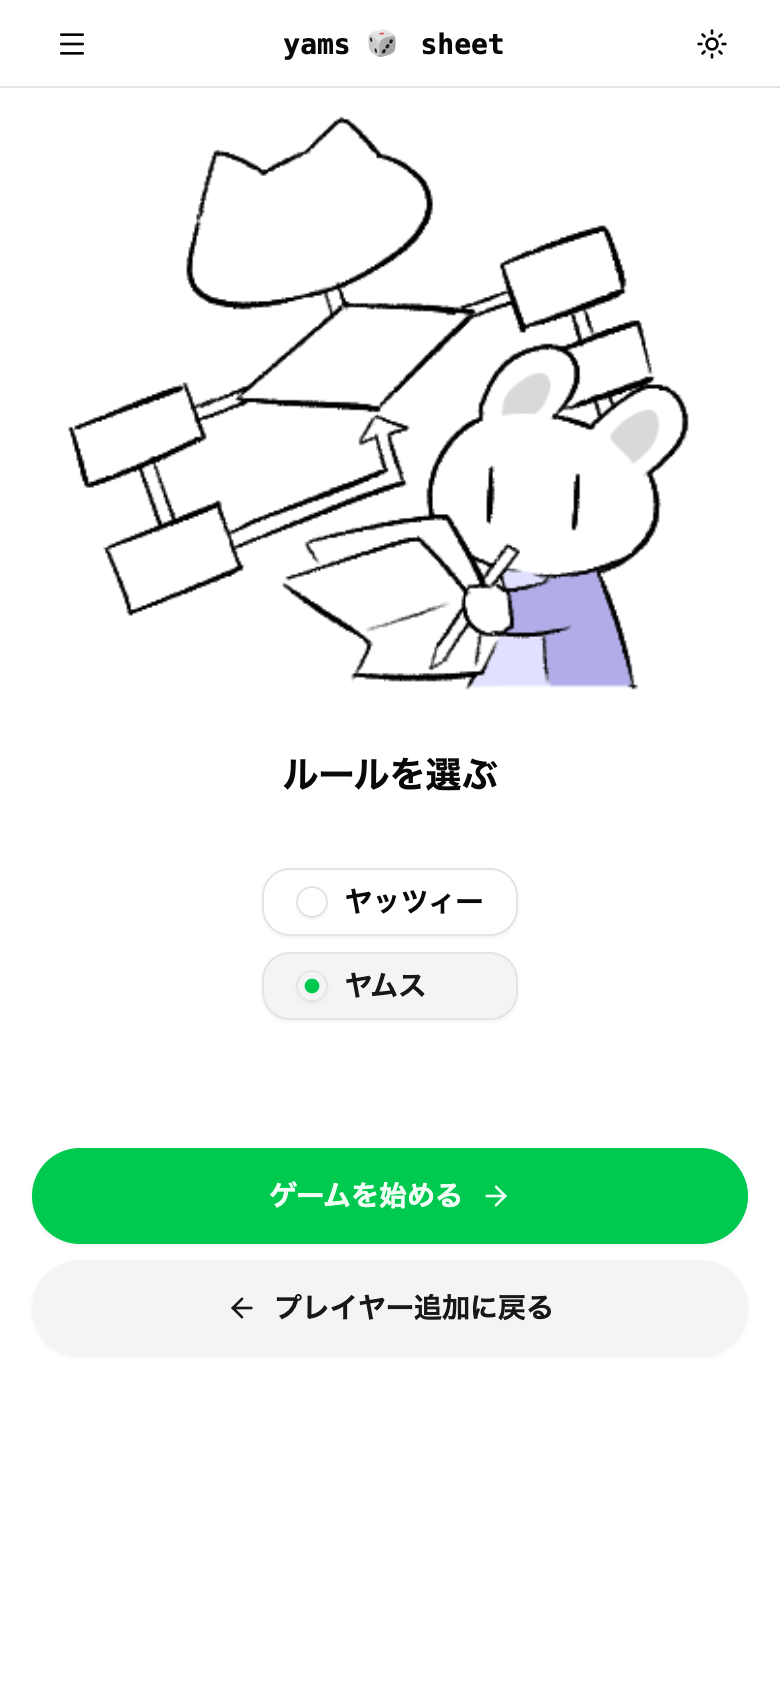 yams 🎲 sheet
ルールを選ぶ
ヤッツィー
ヤムス
ゲームを始める →
← プレイヤー追加に戻る